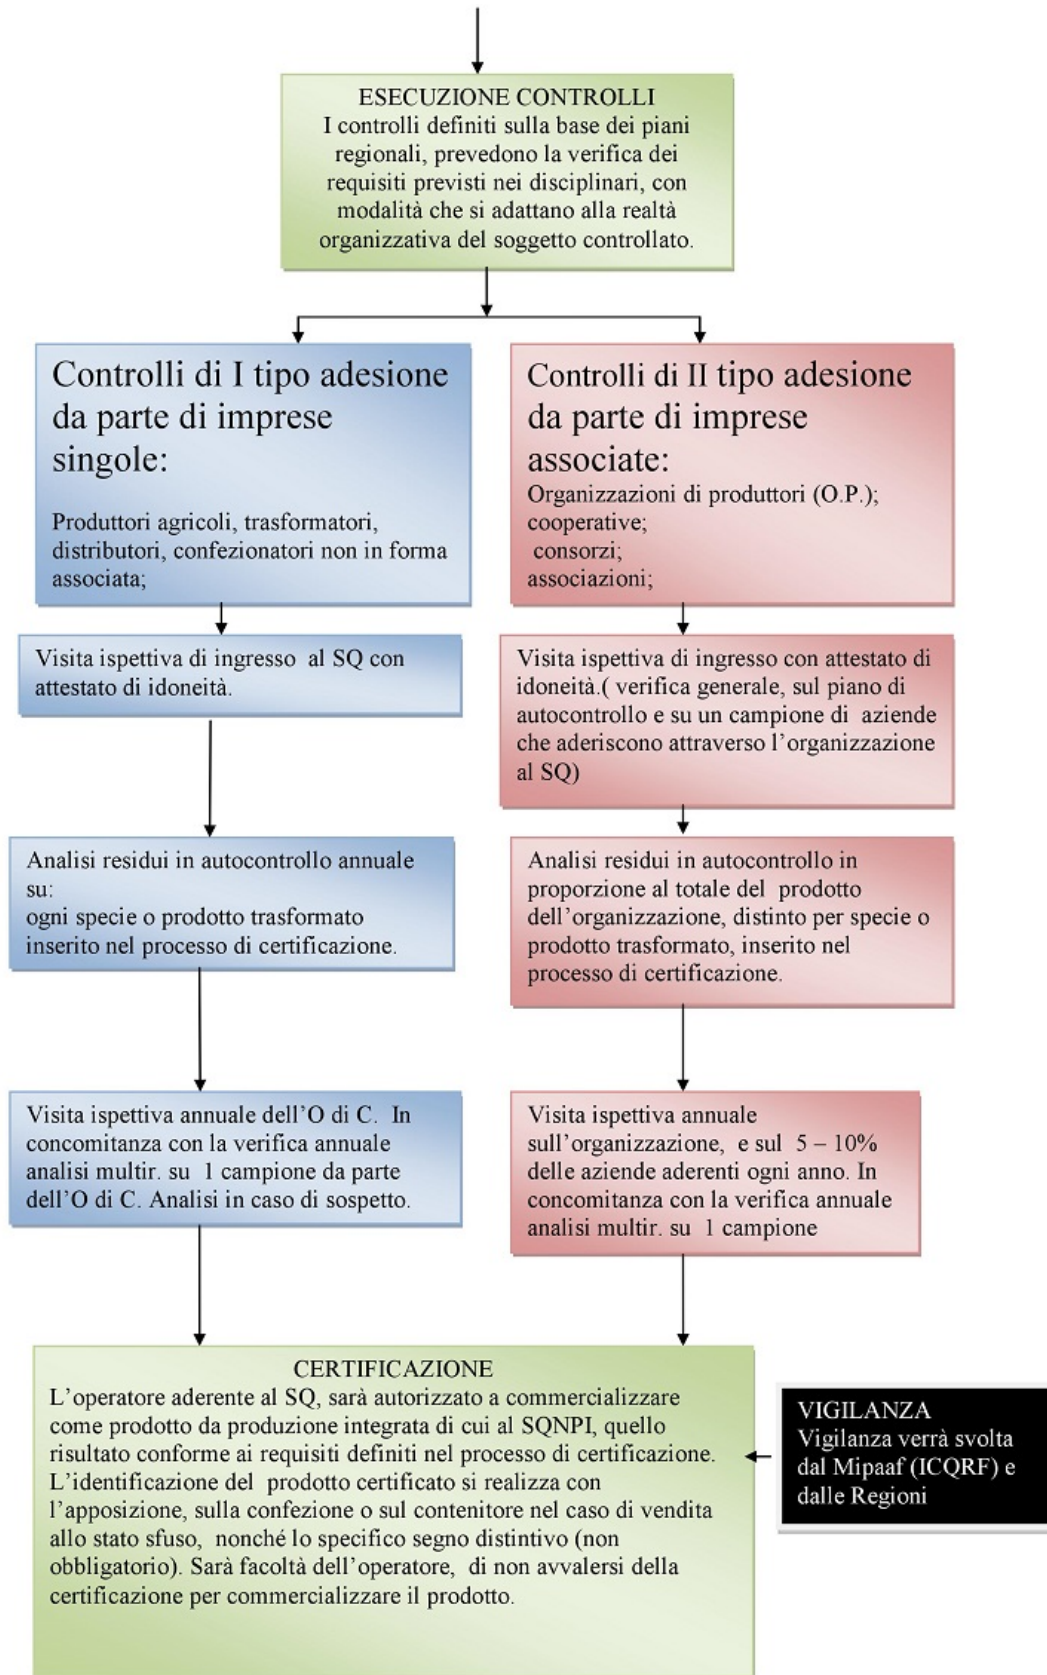 ESECUZIONE CONTROLLI
I controlli definiti sulla base dei piani
regionali, prevedono la verifica dei
requisiti previsti nei disciplinari, con
modalità che si adattano alla realtà
organizzativa del soggetto controllato.
Controlli di I tipo adesione
da parte di imprese
singole:
Produttori agricoli, trasformatori,
distributori, confezionatori non in forma
associata;
Controlli di II tipo adesione
da parte di imprese
associate:
Organizzazioni di produttori (O.P.);
cooperative;
consorzi;
associazioni;
Visita ispettiva di ingresso al SQ con
attestato di idoneità.
Visita ispettiva di ingresso con attestato di
idoneità.( verifica generale, sul piano di
autocontrollo e su un campione di aziende
che aderiscono attraverso l'organizzazione
al SQ)
Analisi residui in autocontrollo annuale
su:
ogni specie o prodotto trasformato
inserito nel processo di certificazione.
Analisi residui in autocontrollo in
proporzione al totale del prodotto
dell'organizzazione, distinto per specie o
prodotto trasformato, inserito nel
processo di certificazione.
Visita ispettiva annuale dell'O di C. In
concomitanza con la verifica annuale
analisi multir. su 1 campione da parte
dell'O di C. Analisi in caso di sospetto.
Visita ispettiva annuale
sull'organizzazione, e sul 5 – 10%
delle aziende aderenti ogni anno. In
concomitanza con la verifica annuale
analisi multir. su 1 campione
CERTIFICAZIONE
L'operatore aderente al SQ, sarà autorizzato a commercializzare
come prodotto da produzione integrata di cui al SQNPI, quello
risultato conforme ai requisiti definiti nel processo di certificazione.
L'identificazione del prodotto certificato si realizza con
l'apposizione, sulla confezione o sul contenitore nel caso di vendita
allo stato sfuso, nonché lo specifico segno distintivo (non
obbligatorio). Sarà facoltà dell'operatore, di non avvalersi della
certificazione per commercializzare il prodotto.
VIGILANZA
Vigilanza verrà svolta
dal Mipaaf (ICQRF) e
dalle Regioni